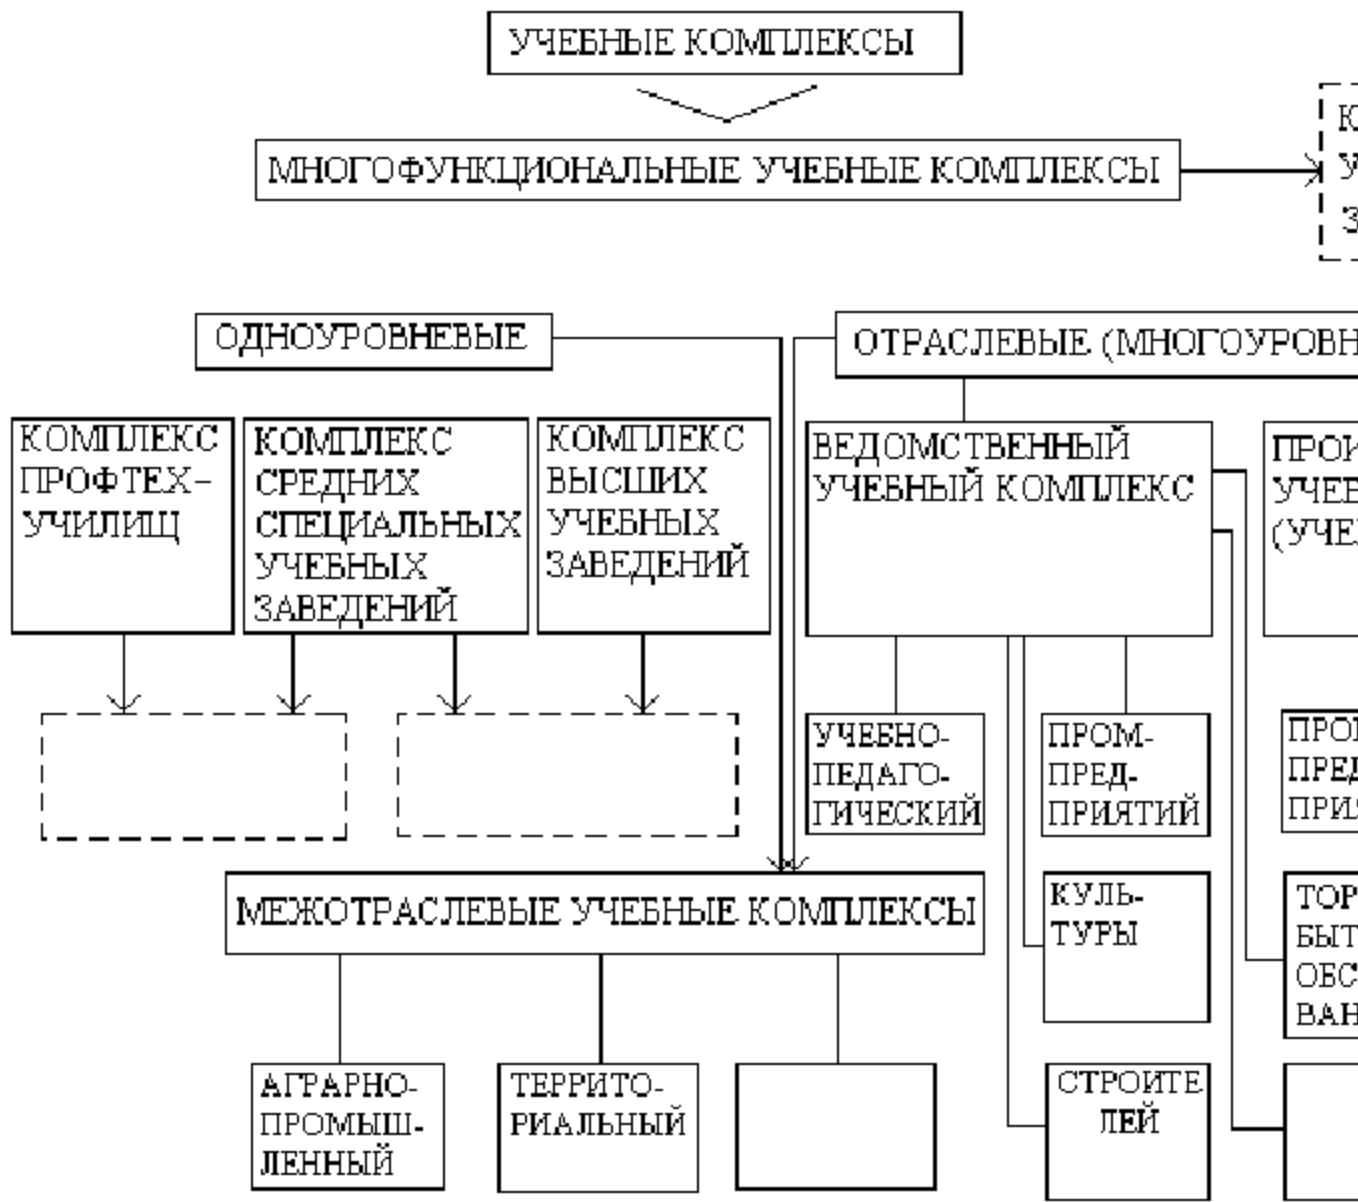 УЧЕБНЫЕ КОМПЛЕКСЫ
МНОГОФУНКЦИОНАЛЬНЫЕ УЧЕБНЫЕ КОМПЛЕКСЫ
ОДНОУРОВНЕВЫЕ
ОТРАСЛЕВЫЕ
КОМПЛЕКС
ПРОФТЕХ-
УЧИЛИЩ
КОМПЛЕКС
СРЕДНИХ
СПЕЦИАЛЬНЫХ
УЧЕБНЫХ
ЗАВЕДЕНИЙ
КОМПЛЕКС
ВЫСШИХ
УЧЕБНЫХ
ЗАВЕДЕНИЙ
ВЕДОМСТВЕННЫЙ
УЧЕБНЫЙ КОМПЛЕКС
УЧЕБНО-
ПЕДАГО-
ГИЧЕСКИЙ
ПРОМ-
ПРЕД-
ПРИЯТИЙ
МЕЖОТРАСЛЕВЫЕ УЧЕБНЫЕ КОМПЛЕКСЫ
КУЛЬ-
ТУРЫ
АГРАРНО-
ПРОМЫШ-
ЛЕННЫЙ
ТЕРРИТО-
РИАЛЬНЫЙ
СТРОИТЕ
ЛЕЙ